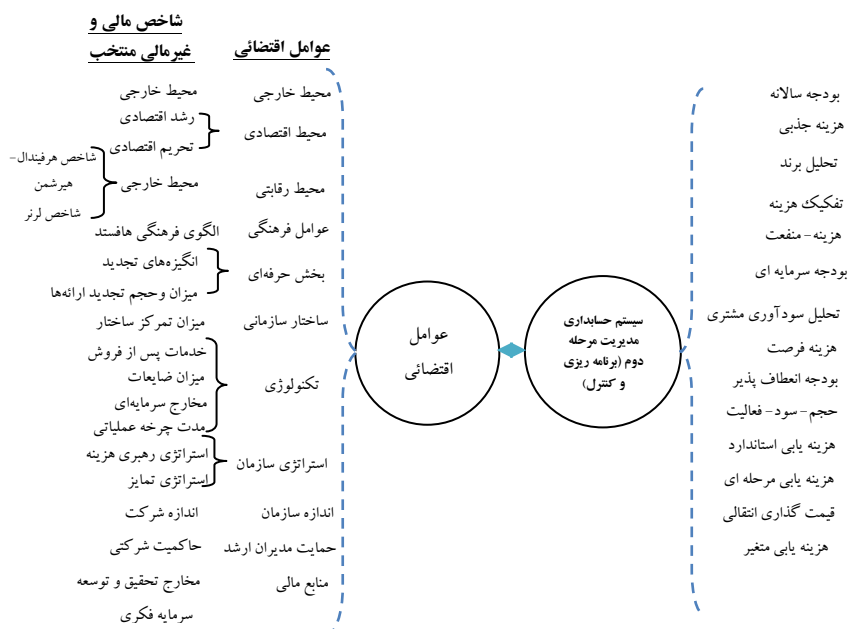 بودجه سالانه
هزینه جذبی
تحلیل برند
تفکیک هزینه
هزینه-منفعت
بودجه سرمایه ای
تحلیل سودآوری مشتری
هزینه فرصت
بودجه انعطاف پذیر
حجم-سود-فعالیت
هزینه یابی استاندارد
هزینه یابی مرحله ای
قیمت گذاری انتقالی
هزینه یابی متغیر
سیستم حسابداری
مدیریت مرحله
دوم (برنامه ریزی
و کنترل)
عوامل
اقتضائی
عوامل اقتضائی
محیط خارجی
محیط اقتصادی
محیط رقابتی
عوامل فرهنگی
بخش حرفه‌ای
ساختار سازمانی
تکنولوژی
استراتژی سازمان
اندازه سازمان
حمایت مدیران ارشد
منابع مالی
شاخص مالی و
غیرمالی منتخب
محیط خارجی
رشد اقتصادی
تحریم اقتصادی
محیط خارجی
شاخص هرفیندال-
هیرشمن
شاخص لرنر
الگوی فرهنگی هافستد
انگیزه‌های تجدید
میزان وحجم تجدید ارائه‌ها
میزان تمرکز ساختار
خدمات پس از فروش
میزان ضایعات
مخارج سرمایه‌ای
مدت چرخه عملیاتی
استراتژی رهبری هزینه
استراتژی تمایز
اندازه شرکت
حاکمیت شرکتی
مخارج تحقیق و توسعه
سرمایه فکری